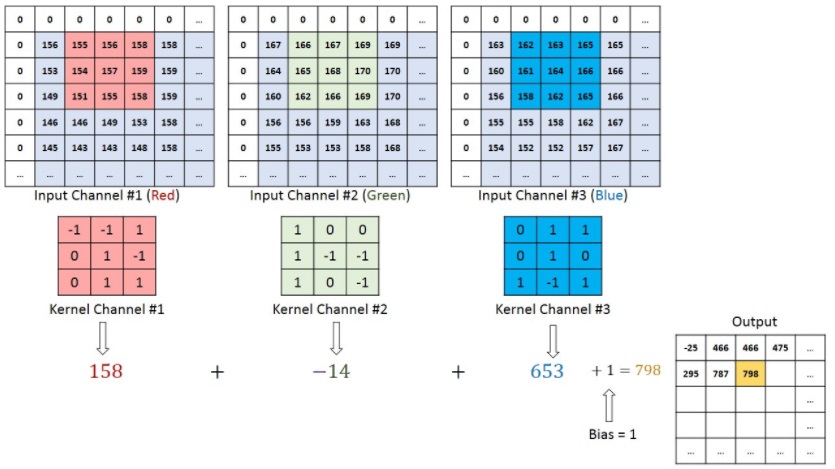 0 0 0 0 0 0 ...
0 156 155 156 158 158 ...
0 153 154 157 159 159 ...
0 149 151 155 158 159 ...
0 146 146 149 153 158 ...
0 145 143 143 148 158 ...
... ... ... ... ... ... ...
Input Channel #1 (Red)
0 0 0 0 0 0 ...
0 167 166 167 169 169 ...
0 164 165 168 170 170 ...
0 160 162 166 169 170 ...
0 156 156 159 163 168 ...
0 155 153 153 158 168 ...
... ... ... ... ... ... ...
Input Channel #2 (Green)
0 0 0 0 0 0 ...
0 163 162 163 165 165 ...
0 160 161 164 166 166 ...
0 156 158 162 165 166 ...
0 155 155 158 162 167 ...
0 154 152 152 157 167 ...
... ... ... ... ... ... ...
Input Channel #3 (Blue)
-1 -1 1
0 1 -1
0 1 1
Kernel Channel #1
1 0 0
1 -1 -1
1 0 -1
Kernel Channel #2
0 1 1
0 1 0
1 -1 1
Kernel Channel #3
158 + −14 + 653 + 1 = 798
Bias = 1
Output
-25 466 466 475 ...
295 787 798 ...
...
...
... ... ... ... ...